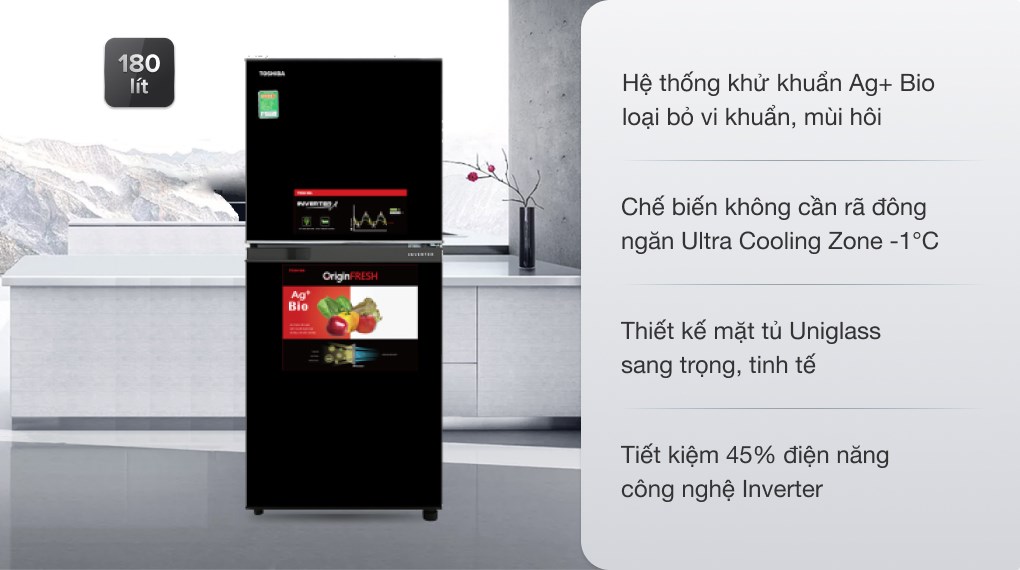 180
lít
TOSHIBA
INVERTER
INVERTER
OriginFRESH
Ag+
Bio
Hệ thống khử khuẩn Ag+ Bio
loại bỏ vi khuẩn, mùi hôi
Chế biến không cần rã đông
ngăn Ultra Cooling Zone -1°C
Thiết kế mặt tủ Uniglass
sang trọng, tinh tế
Tiết kiệm 45% điện năng
công nghệ Inverter